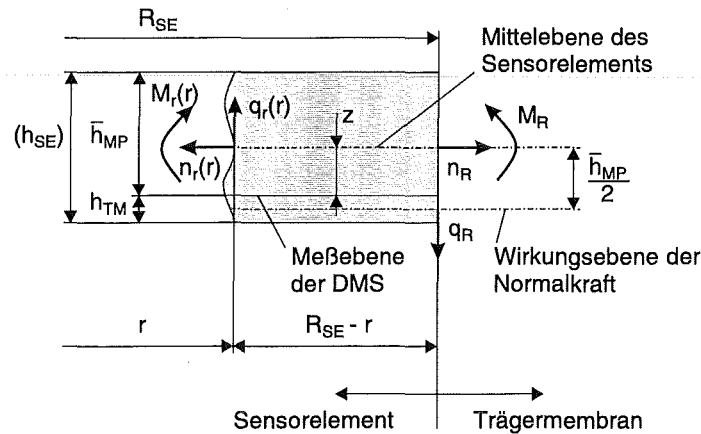 R_SE
Mittelebene des
Sensorelements
M_r(r)
q_r(r)
z
M_R
(h_SE)
h̅_MP
n_r(r)
n_R
h̅_MP
2
h_TM
q_R
Meßebene
der DMS
Wirkungsebene der
Normalkraft
r
R_SE - r
Sensorelement
Trägermembran